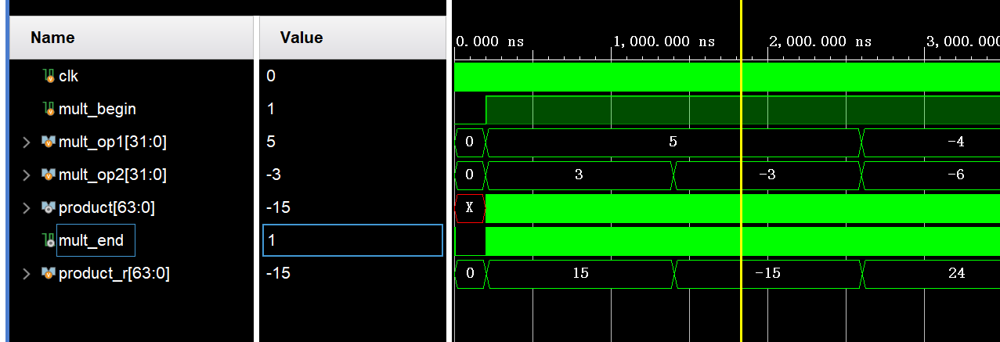 Name Value 0.000 ns 1,000.000 ns 2,000.000 ns 3,000.000
clk 0
mult_begin 1
mult_op1[31:0] 5 0 5 -4
mult_op2[31:0] -3 0 3 -3 -6
product[63:0] -15 X
mult_end 1
product_r[63:0] -15 0 15 -15 24